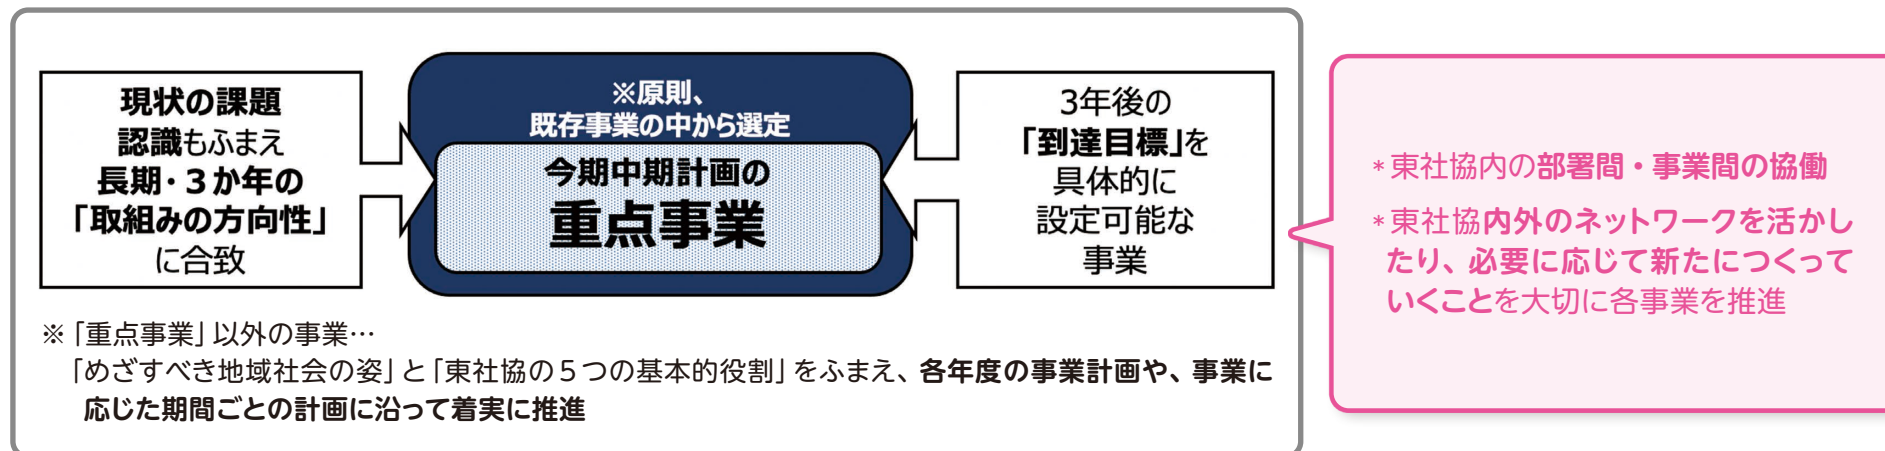 現状の課題
認識もふまえ
長期・３か年の
「取組みの方向性」
に合致
※原則、
既存事業の中から選定
今期中期計画の
重点事業
3年後の
「到達目標」を
具体的に
設定可能な
事業
※「重点事業」以外の事業…
「めざすべき地域社会の姿」と「東社協の５つの基本的役割」をふまえ、各年度の事業計画や、事業に
応じた期間ごとの計画に沿って着実に推進
*東社協内の部署間・事業間の協働
*東社協内外のネットワークを活かし
たり、必要に応じて新たにつくって
いくことを大切に各事業を推進